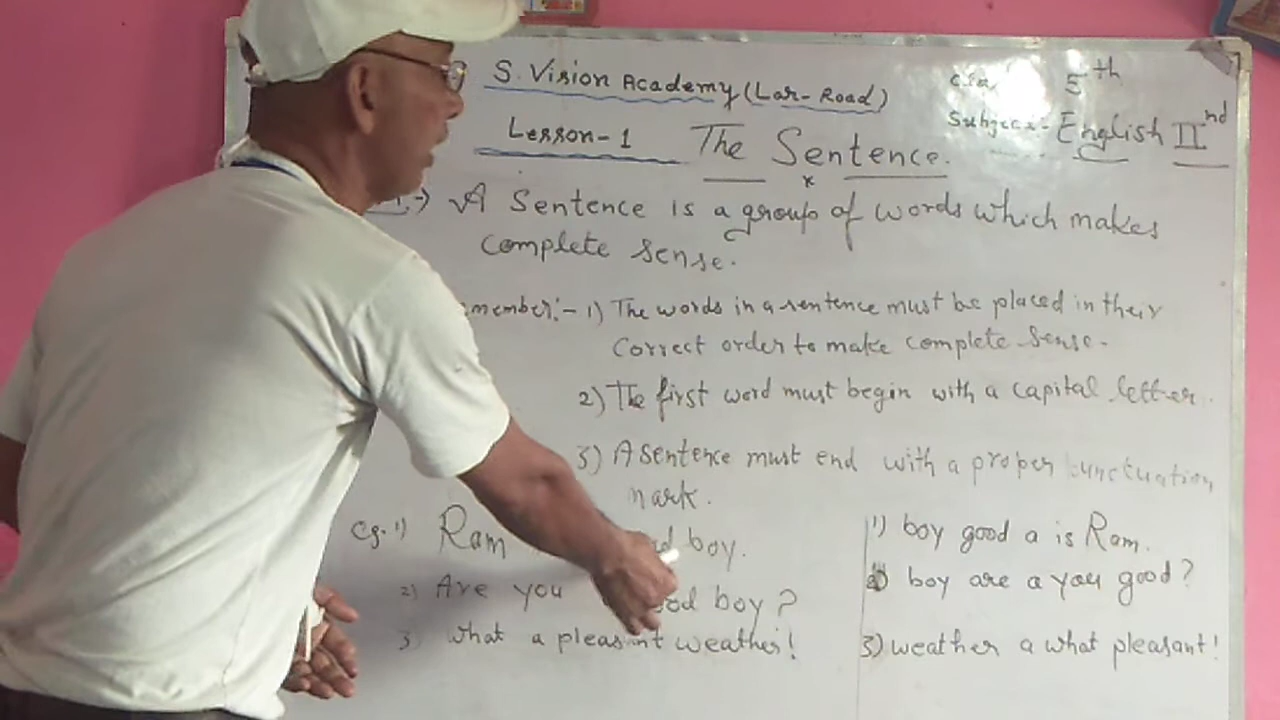 S. Vision Academy (Lar-Road)
5th
Subject- English IInd
Lesson-1 The Sentence.
A Sentence is a group of words which makes
complete sense.
member:- 1) The words in a sentence must be placed in their
correct order to make complete sense.
2) The first word must begin with a capital letter.
3) A sentence must end with a proper punctuation
mark.
eg. 1) Ram boy.
2) Are you boy?
3) What a pleasant weather!
1) boy good a is Ram.
boy are a you good?
3) weather a what pleasant!